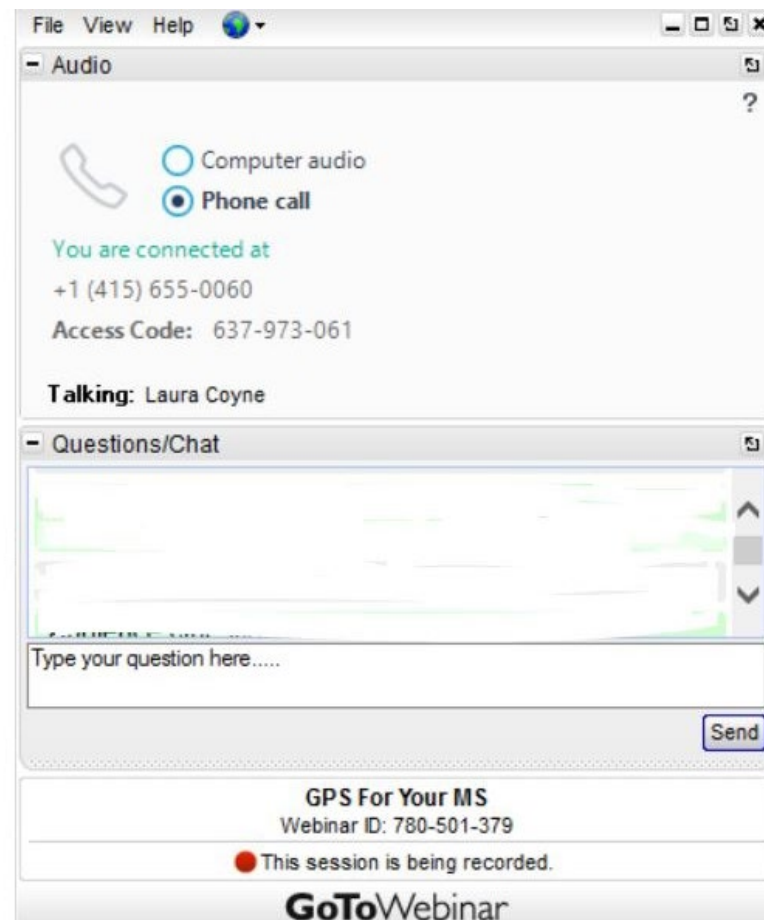 File View Help
Audio
?
Computer audio
Phone call
You are connected at
+1 (415) 655-0060
Access Code: 637-973-061
Talking: Laura Coyne
Questions/Chat
Type your question here.....
Send
GPS For Your MS
Webinar ID: 780-501-379
This session is being recorded.
GoToWebinar